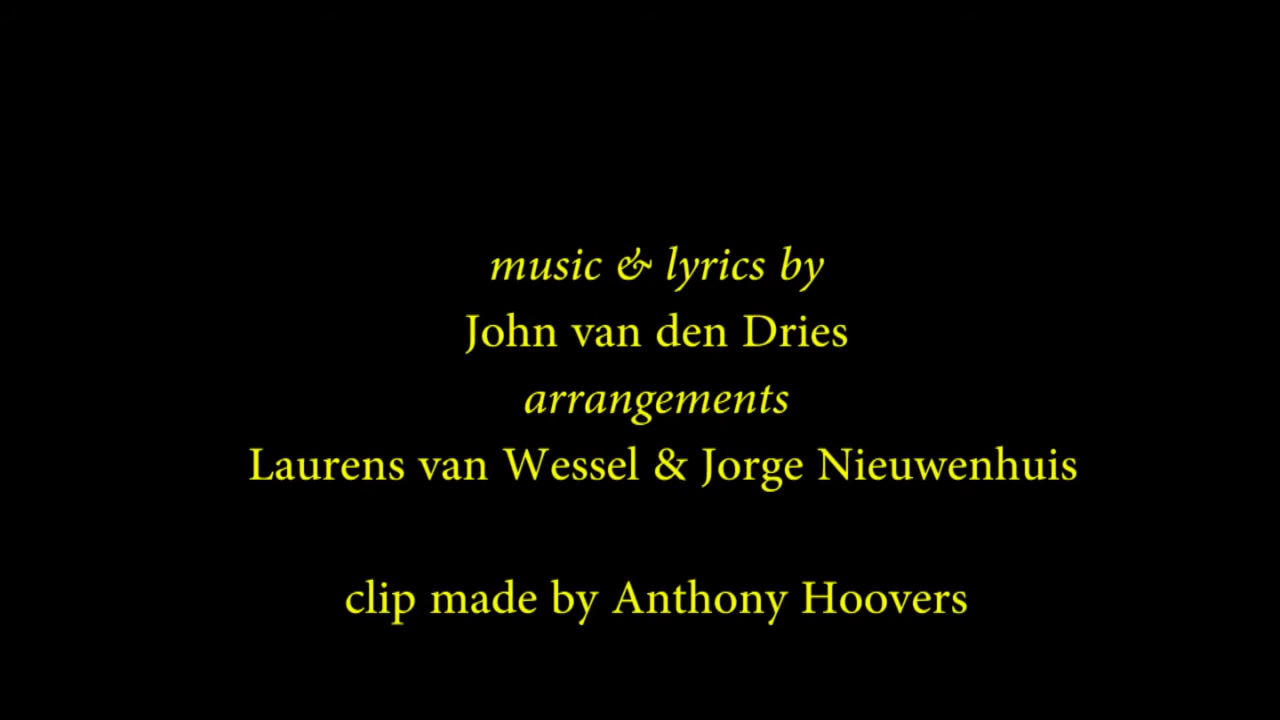 music & lyrics by
John van den Dries
arrangements
Laurens van Wessel & Jorge Nieuwenhuis
clip made by Anthony Hoovers